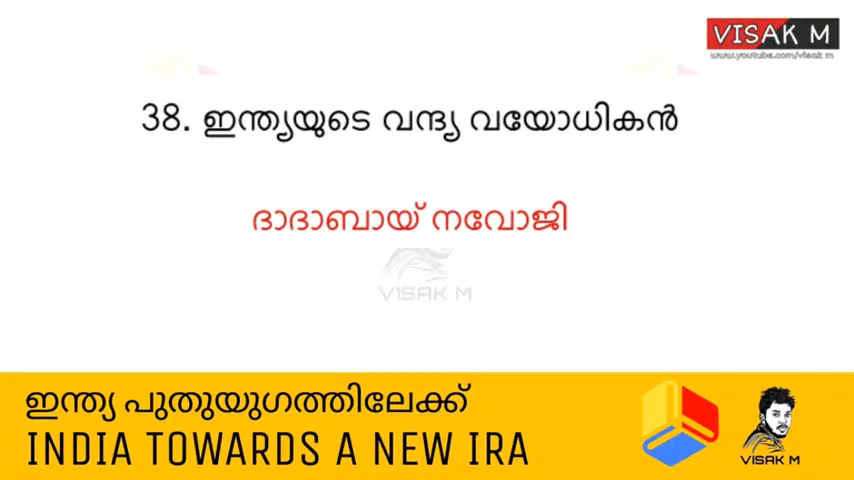 VISAK M
www.youtube.com/visak m
38. ഇന്ത്യയുടെ വന്ദ്യ വയോധികൻ
ദാദാബായ് നവോജി
VISAK M
ഇന്ത്യ പുതുയുഗത്തിലേക്ക്
INDIA TOWARDS A NEW IRA
VISAK M